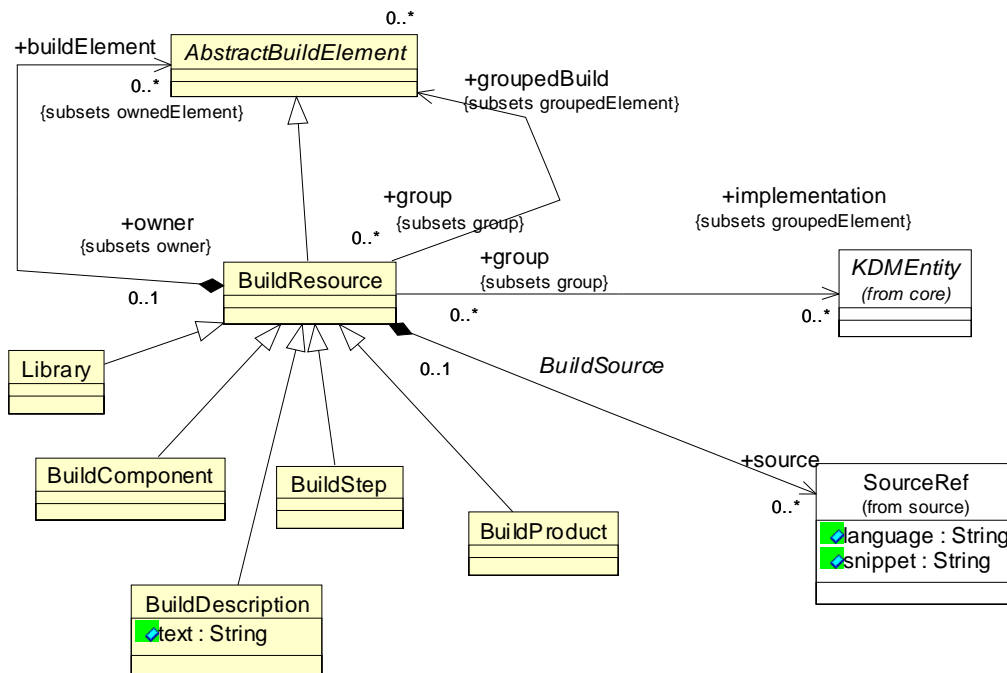 0..*
+buildElement
AbstractBuildElement
0..*
{subsets ownedElement}
+groupedBuild
{subsets groupedElement}
+group
{subsets group}
0..*
+implementation
{subsets groupedElement}
+owner
{subsets owner}
0..1
BuildResource
+group
{subsets group}
0..*
KDMEntity
(from core)
0..*
Library
0..1
BuildSource
BuildComponent
BuildStep
BuildProduct
+source
0..*
SourceRef
(from source)
language : String
snippet : String
BuildDescription
text : String